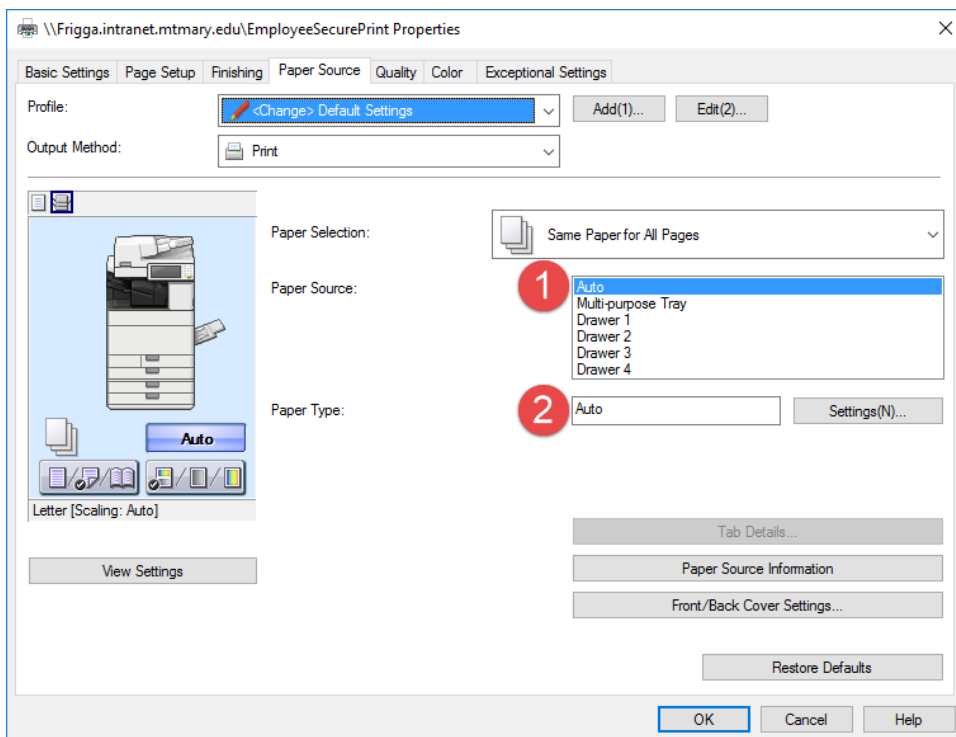 \\Frigga.intranet.mtmary.edu\EmployeeSecurePrint Properties
Basic Settings Page Setup Finishing Paper Source Quality Color Exceptional Settings
Profile: <Change> Default Settings Add(1)... Edit(2)...
Output Method: Print
Paper Selection: Same Paper for All Pages
Paper Source: 1 Auto
Multi-purpose Tray
Drawer 1
Drawer 2
Drawer 3
Drawer 4
Paper Type: 2 Auto Settings(N)...
Auto
Letter [Scaling: Auto]
Tab Details...
View Settings Paper Source Information
Front/Back Cover Settings...
Restore Defaults
OK Cancel Help